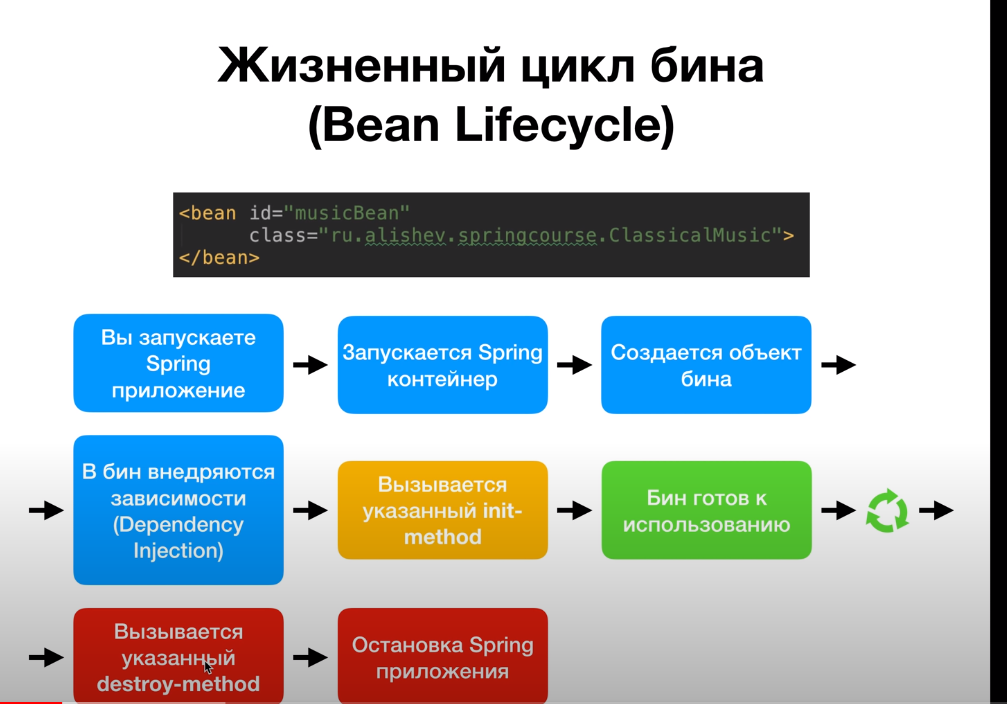 Жизненный цикл бина
(Bean Lifecycle)
<bean id="musicBean"
class="ru.alishev.springcourse.ClassicalMusic">
</bean>
Вы запускаете
Spring
приложение
Запускается Spring
контейнер
Создается объект
бина
В бин внедряются
зависимости
(Dependency
Injection)
Вызывается
указанный init-
method
Бин готов к
использованию
Вызывается
указанный
destroy-method
Остановка Spring
приложения